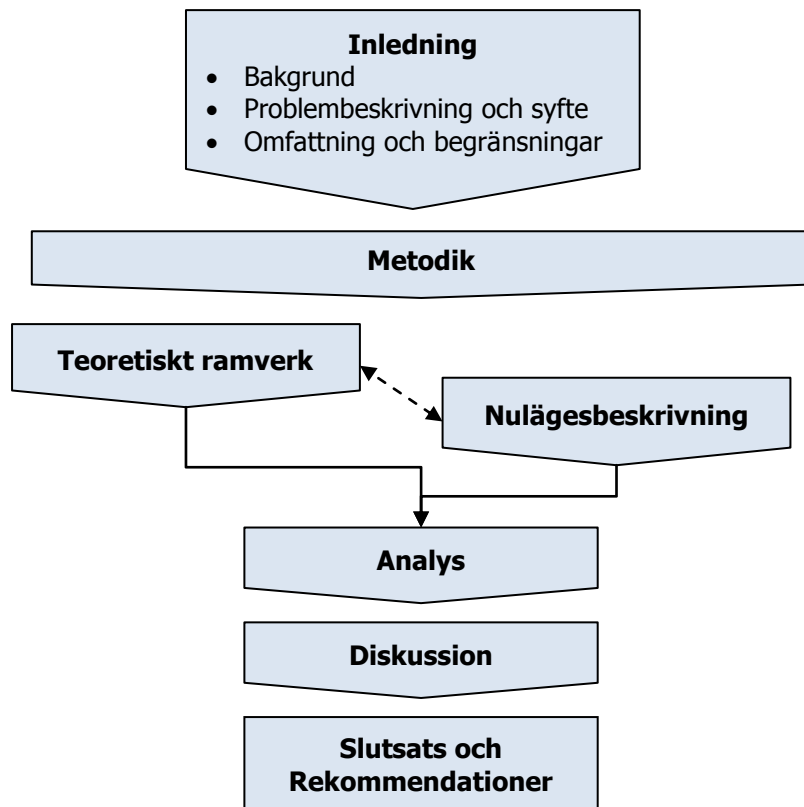 Inledning
• Bakgrund
• Problembeskrivning och syfte
• Omfattning och begränsningar
Metodik
Teoretiskt ramverk
Nulägesbeskrivning
Analys
Diskussion
Slutsats och
Rekommendationer